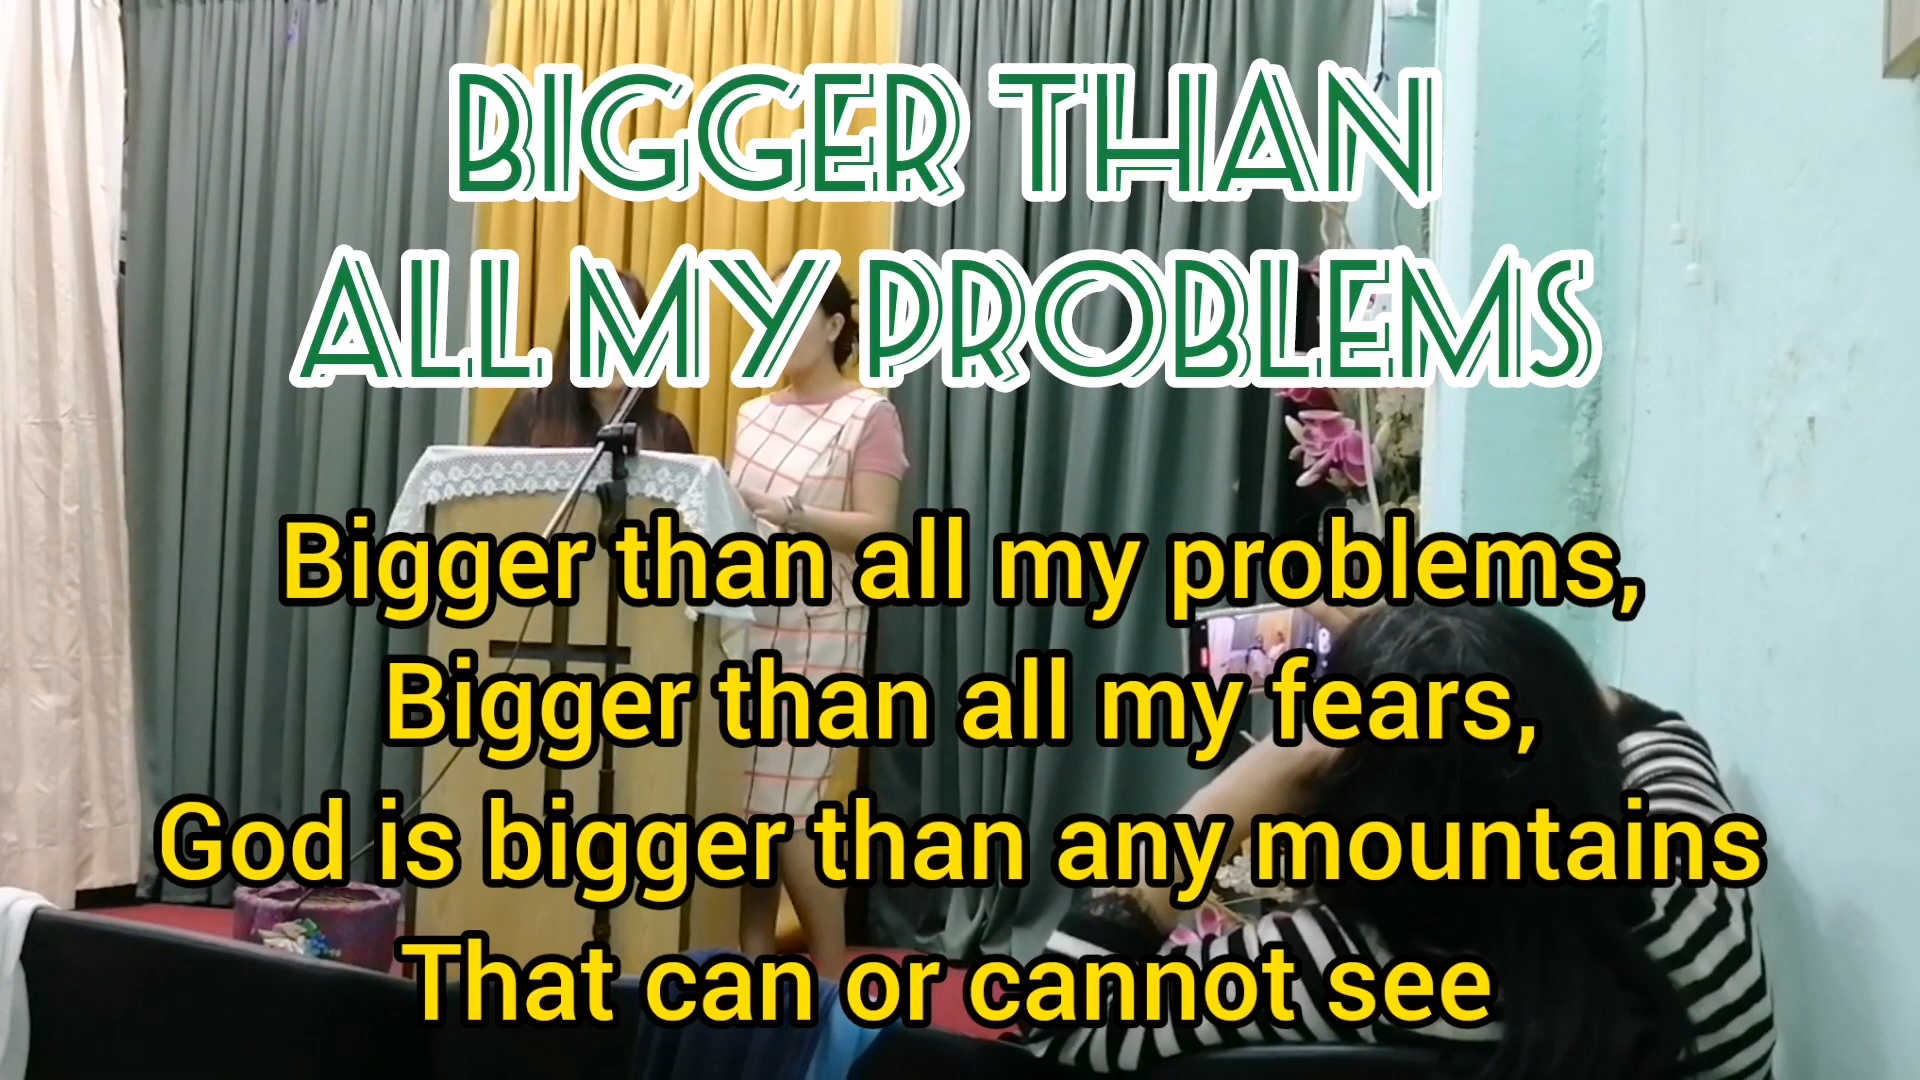 BIGGER THAN
ALL MY PROBLEMS
Bigger than all my problems,
Bigger than all my fears,
God is bigger than any mountains
That can or cannot see